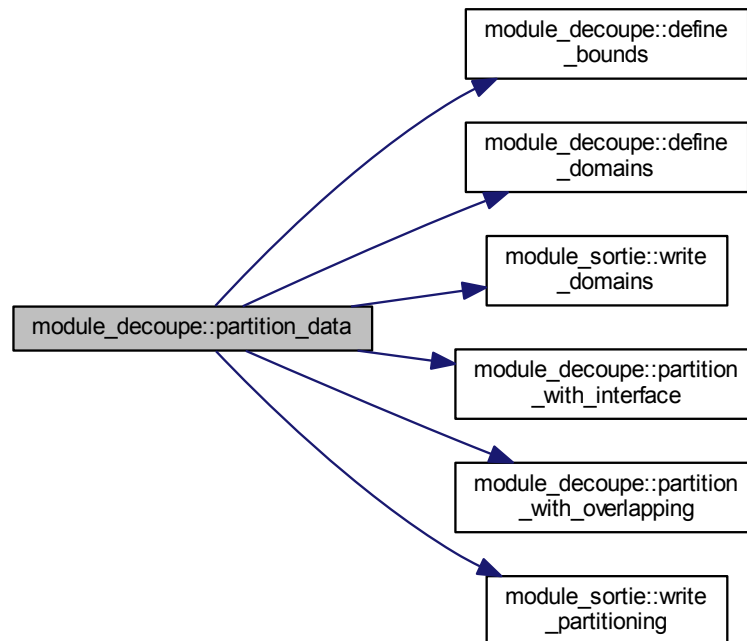 module_decoupe::define
_bounds
module_decoupe::define
_domains
module_sortie::write
_domains
module_decoupe::partition_data
module_decoupe::partition
_with_interface
module_decoupe::partition
_with_overlapping
module_sortie::write
_partitioning